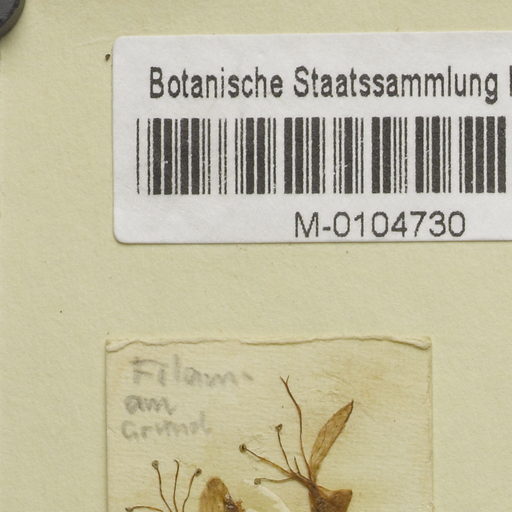 Botanische Staatssammlung
M-0104730
Filam.
am
Grund